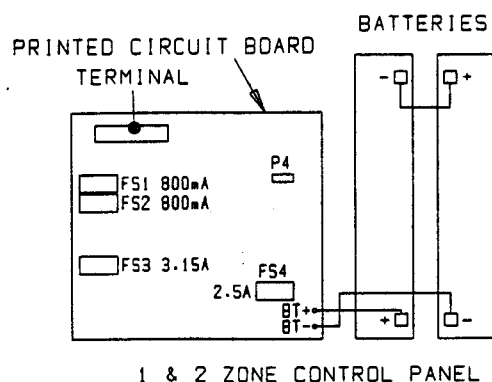 BATTERIES
PRINTED CIRCUIT BOARD
TERMINAL
- +
P4
FS1 800mA
FS2 800mA
FS3 3.15A
FS4
2.5A
BT+
BT-
+ -
1 & 2 ZONE CONTROL PANEL